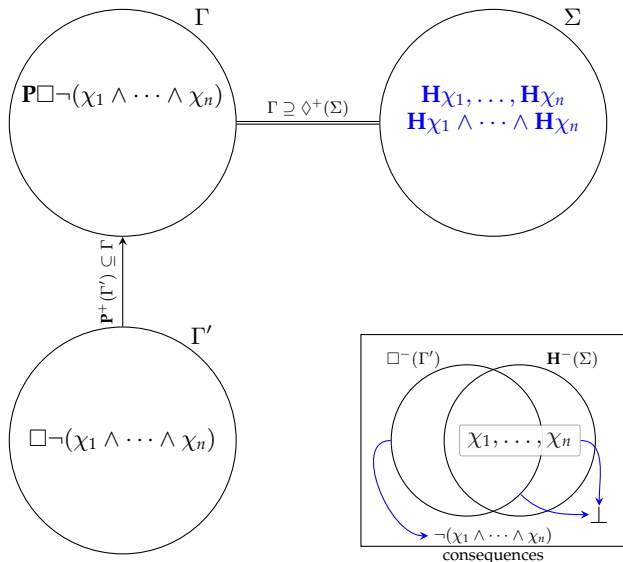 Γ
Σ
𝐏□¬(χ₁ ∧ ⋯ ∧ χₙ)
𝐇χ₁, …, 𝐇χₙ
𝐇χ₁ ∧ ⋯ ∧ 𝐇χₙ
Γ ⊇ ◊⁺(Σ)
𝐏⁺(Γ′) ⊆ Γ
Γ′
□¬(χ₁ ∧ ⋯ ∧ χₙ)
□⁻(Γ′)
𝐇⁻(Σ)
χ₁, …, χₙ
⊥
¬(χ₁ ∧ ⋯ ∧ χₙ)
consequences